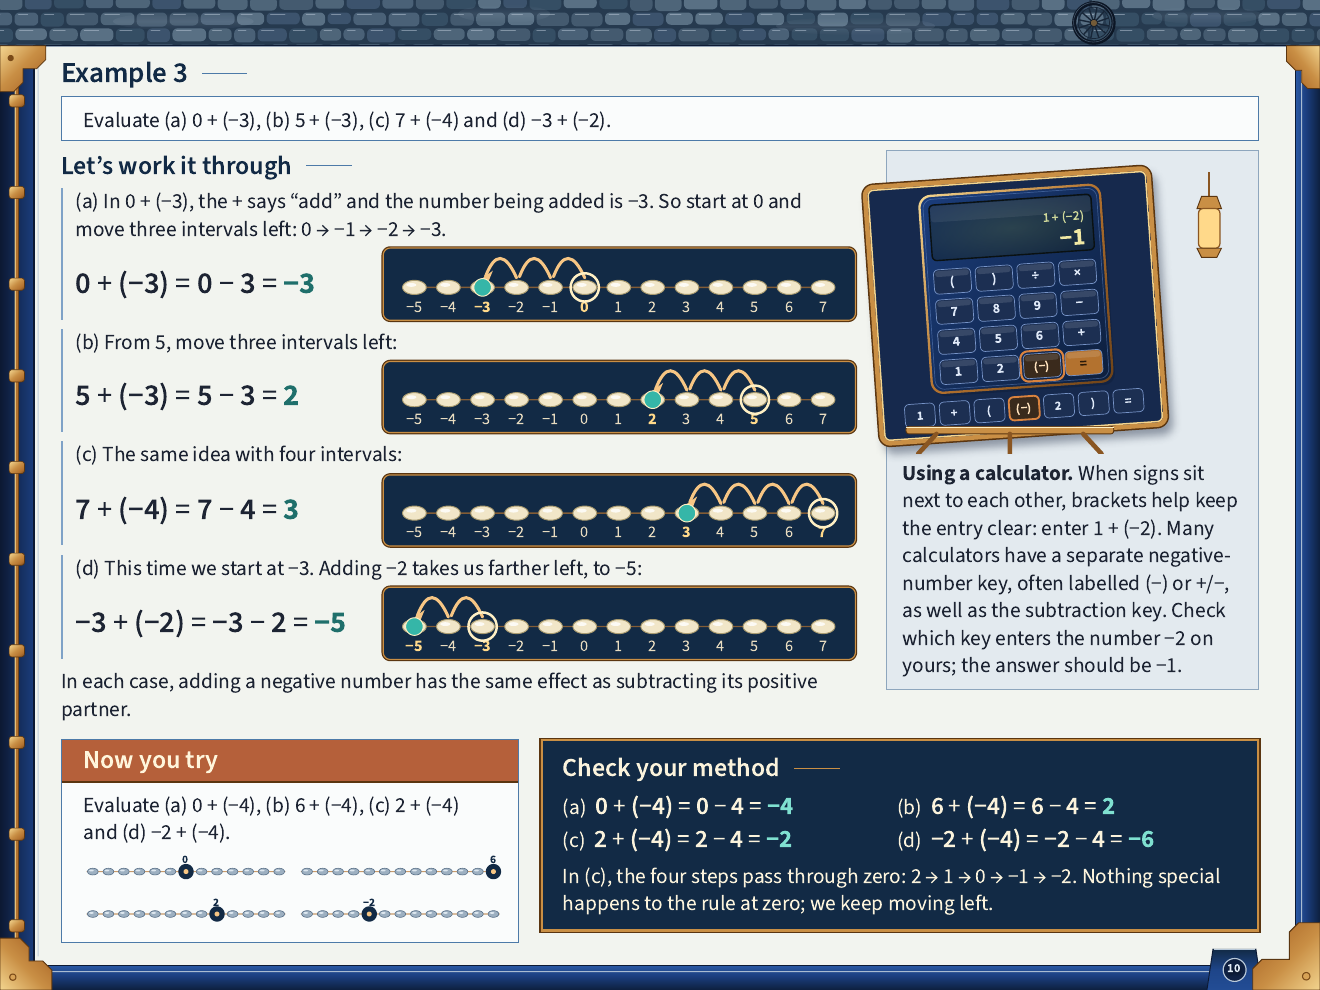 Example 3
Evaluate (a) 0 + (−3), (b) 5 + (−3), (c) 7 + (−4) and (d) −3 + (−2).
Let’s work it through
(a) In 0 + (−3), the + says “add” and the number being added is −3. So start at 0 and
move three intervals left: 0 → −1 → −2 → −3.
0 + (−3) = 0 − 3 = −3
−5 −4 −3 −2 −1 0 1 2 3 4 5 6 7
(b) From 5, move three intervals left:
5 + (−3) = 5 − 3 = 2
−5 −4 −3 −2 −1 0 1 2 3 4 5 6 7
(c) The same idea with four intervals:
7 + (−4) = 7 − 4 = 3
−5 −4 −3 −2 −1 0 1 2 3 4 5 6 7
(d) This time we start at −3. Adding −2 takes us farther left, to −5:
−3 + (−2) = −3 − 2 = −5
−5 −4 −3 −2 −1 0 1 2 3 4 5 6 7
In each case, adding a negative number has the same effect as subtracting its positive
partner.
1 + (−2)
−1
( ) ÷ ×
7 8 9 −
4 5 6 +
1 2 (−) =
1 + ( (−) 2 ) =
Using a calculator. When signs sit
next to each other, brackets help keep
the entry clear: enter 1 + (−2). Many
calculators have a separate negative-
number key, often labelled (−) or +/−,
as well as the subtraction key. Check
which key enters the number −2 on
yours; the answer should be −1.
Now you try
Evaluate (a) 0 + (−4), (b) 6 + (−4), (c) 2 + (−4)
and (d) −2 + (−4).
0 6
2 −2
Check your method
(a) 0 + (−4) = 0 − 4 = −4 (b) 6 + (−4) = 6 − 4 = 2
(c) 2 + (−4) = 2 − 4 = −2 (d) −2 + (−4) = −2 − 4 = −6
In (c), the four steps pass through zero: 2 → 1 → 0 → −1 → −2. Nothing special
happens to the rule at zero; we keep moving left.
10